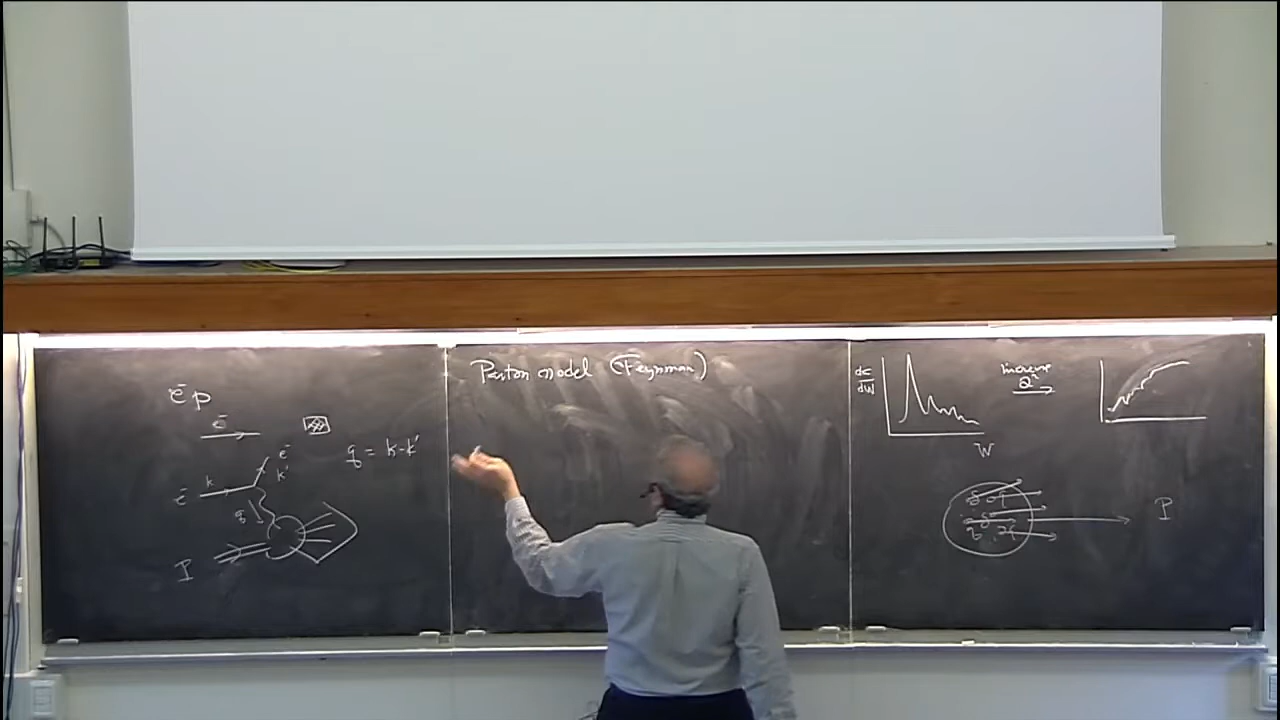 e⁻ p
e⁻
e⁻
k'
q = k - k'
k
e⁻
q
P
Parton model (Feynman)
dσ
dW
W
increase
Q²
P